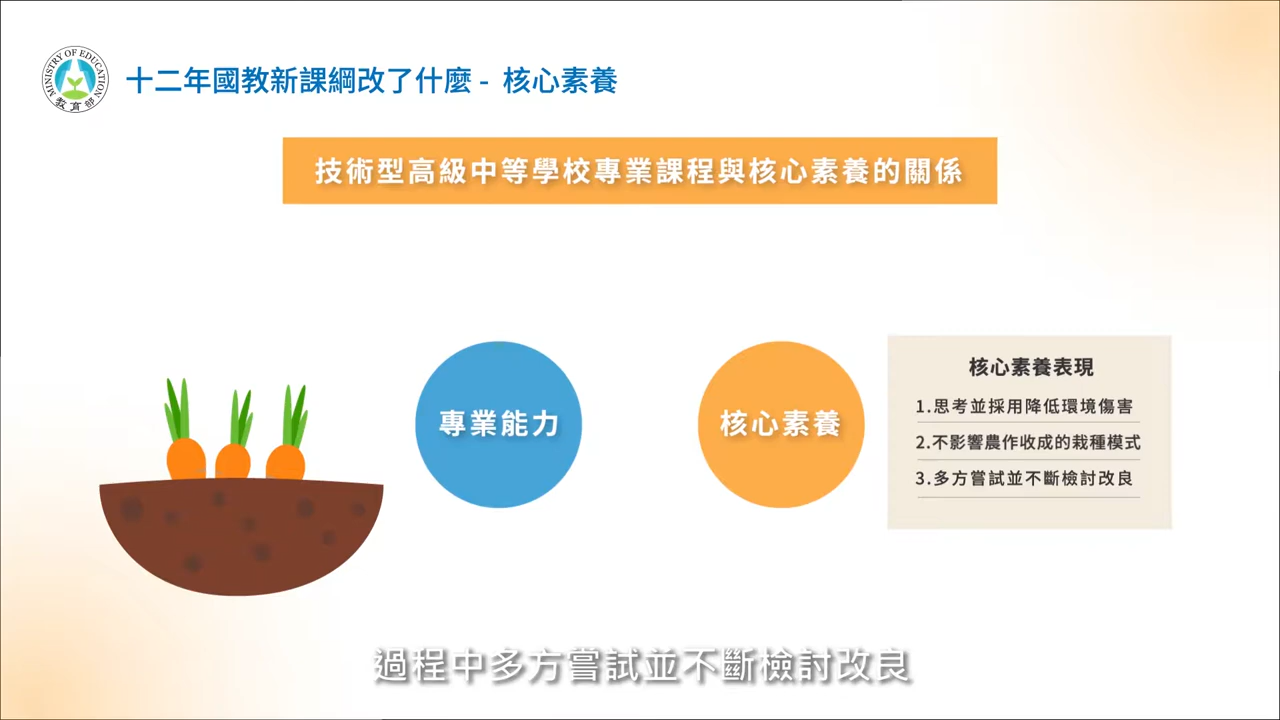 MINISTRY OF EDUCATION
教育部
十二年國教新課綱改了什麼 - 核心素養
技術型高級中等學校專業課程與核心素養的關係
專業能力
核心素養
核心素養表現
1.思考並採用降低環境傷害
2.不影響農作收成的栽種模式
3.多方嘗試並不斷檢討改良
過程中多方嘗試並不斷檢討改良